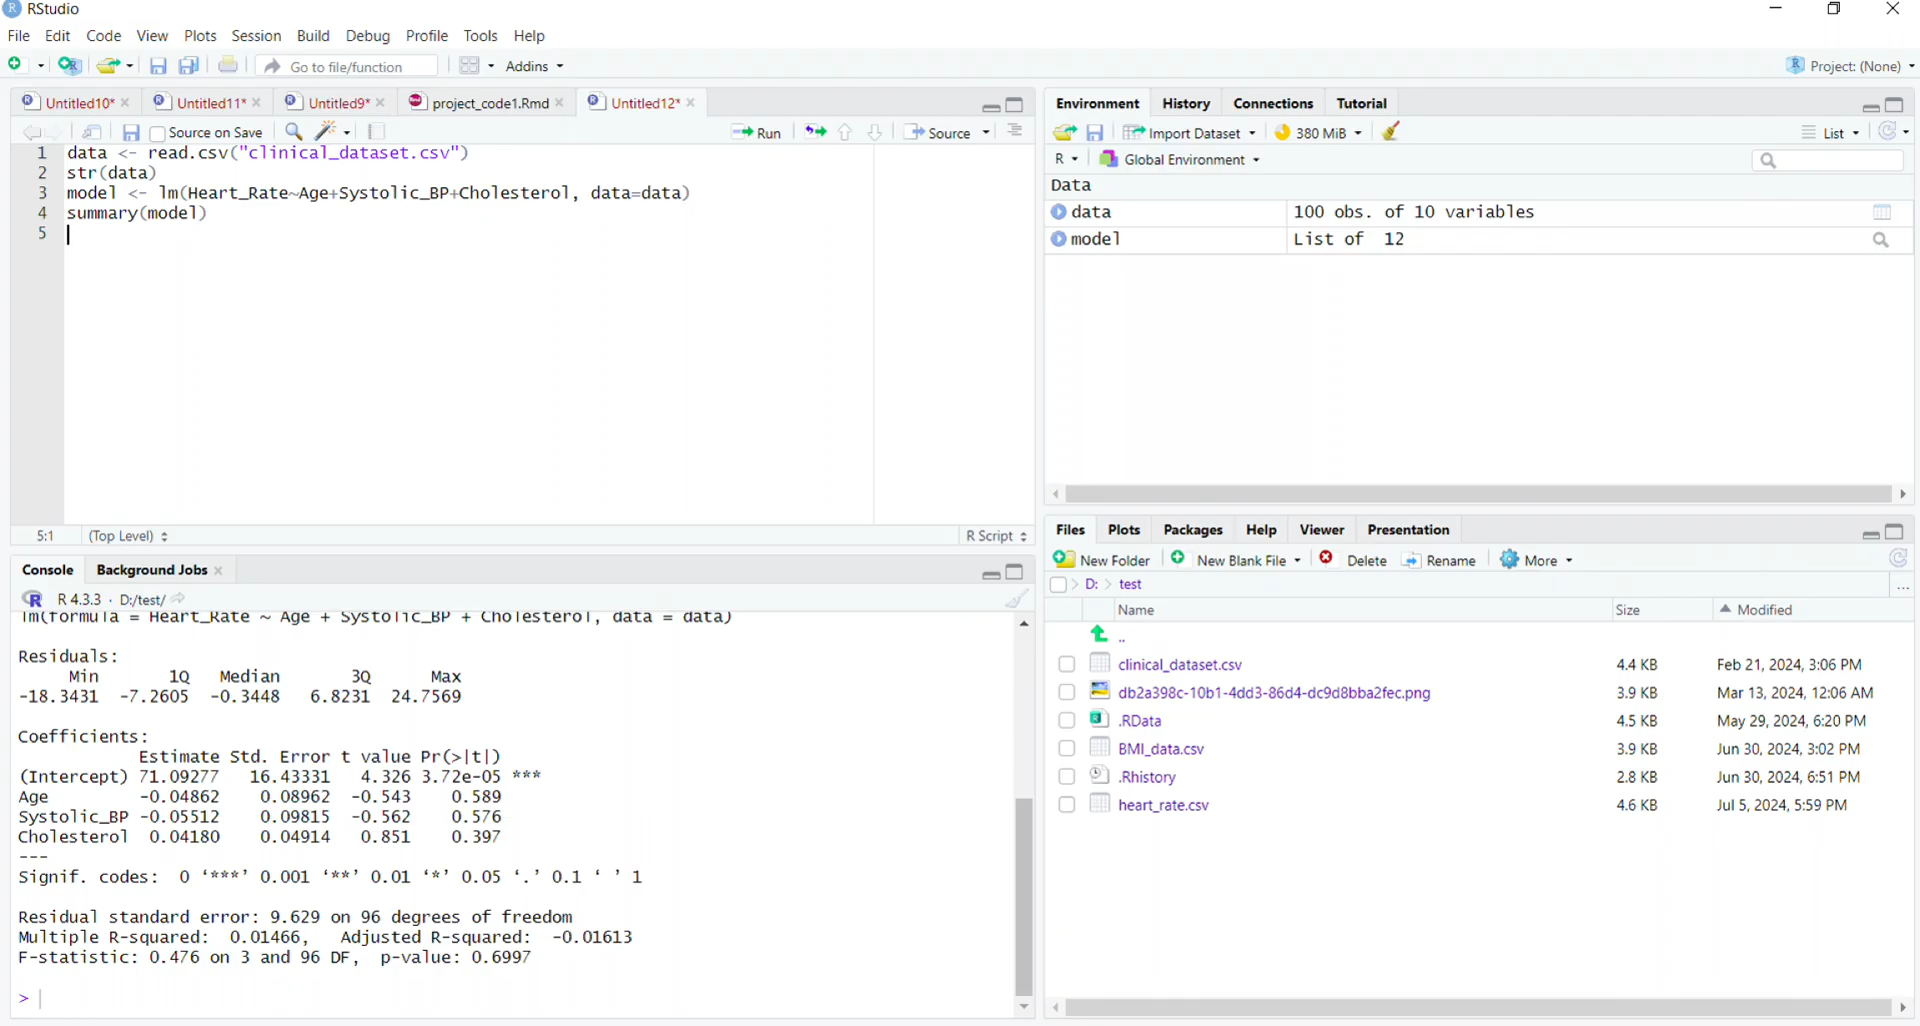 RStudio
File Edit Code View Plots Session Build Debug Profile Tools Help
Go to file/function Addins Project: (None)
Untitled10* Untitled11* Untitled9* project_code1.Rmd Untitled12*
Source on Save Run Source
1 data <- read.csv("clinical_dataset.csv")
2 str(data)
3 model <- lm(Heart_Rate~Age+Systolic_BP+Cholesterol, data=data)
4 summary(model)
5
5:1 (Top Level) R Script
Console Background Jobs
R 4.3.3 · D:/test/
lm(formula = Heart_Rate ~ Age + Systolic_BP + Cholesterol, data = data)
Residuals:
Min 1Q Median 3Q Max
-18.3431 -7.2605 -0.3448 6.8231 24.7569
Coefficients:
Estimate Std. Error t value Pr(>|t|)
(Intercept) 71.09277 16.43331 4.326 3.72e-05 ***
Age -0.04862 0.08962 -0.543 0.589
Systolic_BP -0.05512 0.09815 -0.562 0.576
Cholesterol 0.04180 0.04914 0.851 0.397
---
Signif. codes: 0 ‘***’ 0.001 ‘**’ 0.01 ‘*’ 0.05 ‘.’ 0.1 ‘ ’ 1
Residual standard error: 9.629 on 96 degrees of freedom
Multiple R-squared: 0.01466, Adjusted R-squared: -0.01613
F-statistic: 0.476 on 3 and 96 DF, p-value: 0.6997
>
Environment History Connections Tutorial
Import Dataset 380 MiB List
R Global Environment
Data
data 100 obs. of 10 variables
model List of 12
Files Plots Packages Help Viewer Presentation
New Folder New Blank File Delete Rename More
D: test ...
Name Size Modified
..
clinical_dataset.csv 4.4 KB Feb 21, 2024, 3:06 PM
db2a398c-10b1-4dd3-86d4-dc9d8bba2fec.png 3.9 KB Mar 13, 2024, 12:06 AM
.RData 4.5 KB May 29, 2024, 6:20 PM
BMI_data.csv 3.9 KB Jun 30, 2024, 3:02 PM
.Rhistory 2.8 KB Jun 30, 2024, 6:51 PM
heart_rate.csv 4.6 KB Jul 5, 2024, 5:59 PM